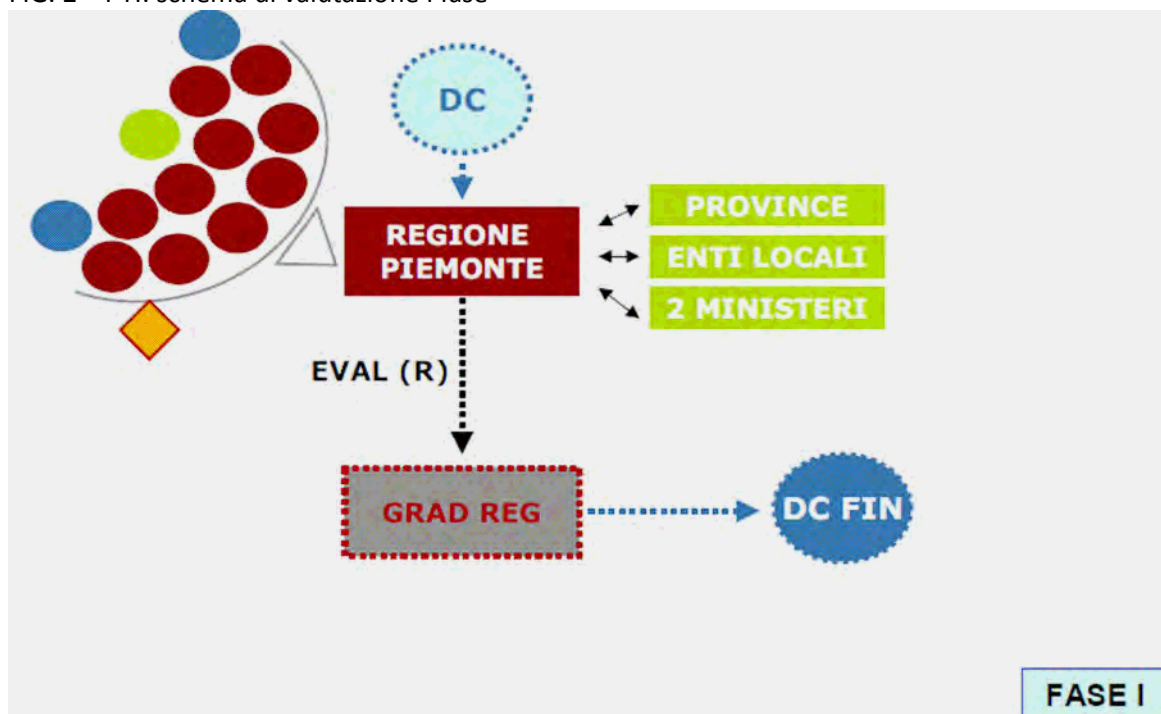 DC
REGIONE
PIEMONTE
PROVINCE
ENTI LOCALI
2 MINISTERI
EVAL (R)
GRAD REG
DC FIN
FASE I